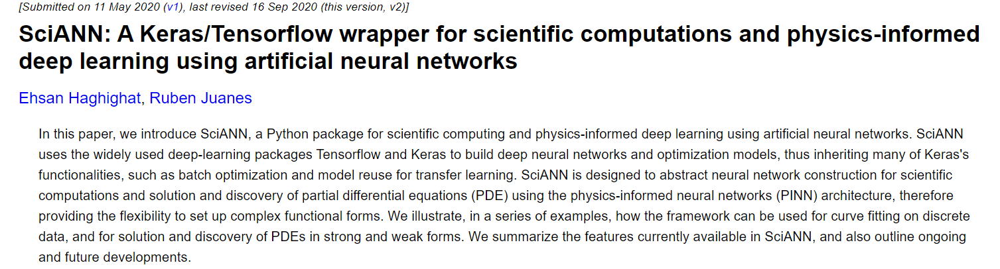 [Submitted on 11 May 2020 (v1), last revised 16 Sep 2020 (this version, v2)]
SciANN: A Keras/Tensorflow wrapper for scientific computations and physics-informed
deep learning using artificial neural networks
Ehsan Haghighat, Ruben Juanes
In this paper, we introduce SciANN, a Python package for scientific computing and physics-informed deep learning using artificial neural networks. SciANN
uses the widely used deep-learning packages Tensorflow and Keras to build deep neural networks and optimization models, thus inheriting many of Keras's
functionalities, such as batch optimization and model reuse for transfer learning. SciANN is designed to abstract neural network construction for scientific
computations and solution and discovery of partial differential equations (PDE) using the physics-informed neural networks (PINN) architecture, therefore
providing the flexibility to set up complex functional forms. We illustrate, in a series of examples, how the framework can be used for curve fitting on discrete
data, and for solution and discovery of PDEs in strong and weak forms. We summarize the features currently available in SciANN, and also outline ongoing
and future developments.